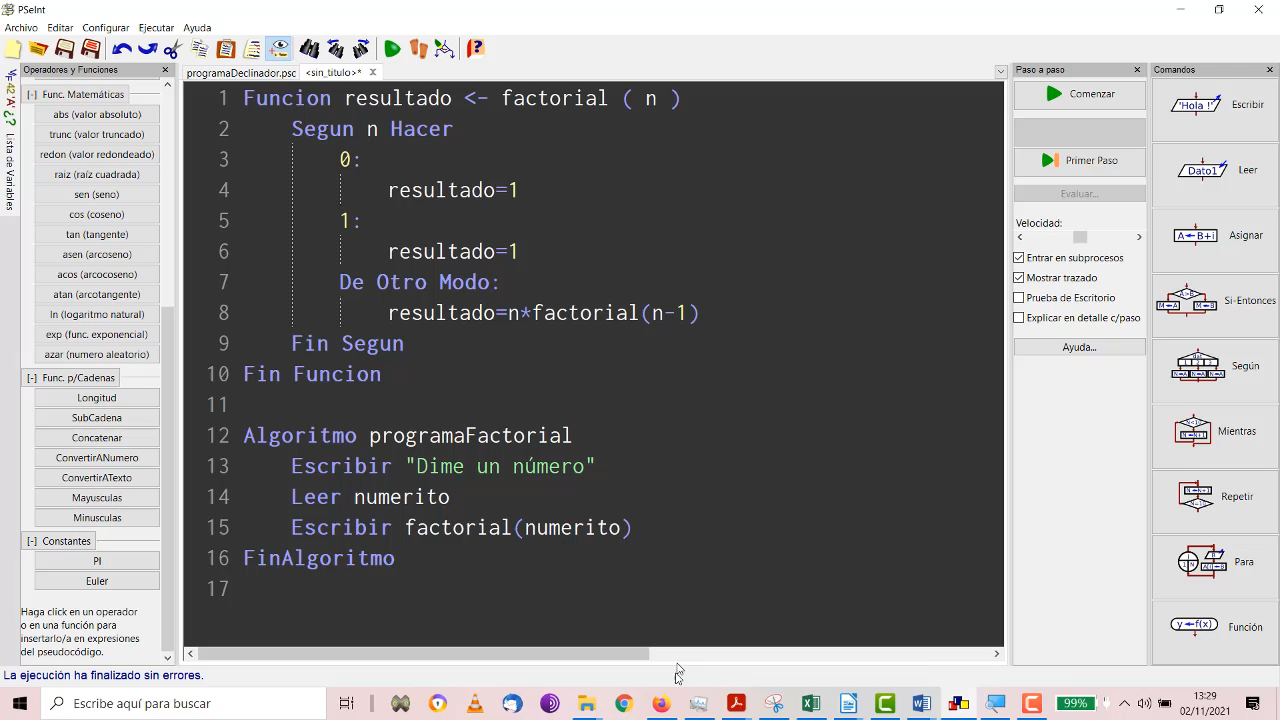 PSeInt
Archivo Editar Configurar Ejecutar Ayuda
Operadores y Funciones
programaDeclinador.psc <sin_titulo>*
Paso a paso
Comandos
42
'A'
¿?
Lista de Variables
[-] Func. Matemáticas
abs (valor absoluto)
trunc (valor truncado)
redon (valor redondeado)
raiz (raíz cuadrada)
sen (seno)
cos (coseno)
tan (tangente)
asen (arcoseno)
acos (arcocoseno)
atan (arcotangente)
ln (logaritmo natural)
exp (func. exponencial)
azar (numero aleatorio)
[-] Func. p/Cadenas
Longitud
SubCadena
Concatenar
ConvertirANumero
ConvertirATexto
Mayusculas
Minusculas
[-] Constantes
PI
Euler
Haga click en un operador
o en una función para
insertarlo/a en expresiones
del pseudocódigo.
1 Funcion resultado <- factorial ( n )
2 Segun n Hacer
3 0:
4 resultado=1
5 1:
6 resultado=1
7 De Otro Modo:
8 resultado=n*factorial(n-1)
9 Fin Segun
10 Fin Funcion
11
12 Algoritmo programaFactorial
13 Escribir "Dime un número"
14 Leer numerito
15 Escribir factorial(numerito)
16 FinAlgoritmo
17
Comenzar
Primer Paso
Evaluar...
Velocidad:
Entrar en subprocesos
Mostrar trazado
Prueba de Escritorio
Explicar en detalle c/paso
Ayuda...
'Hola !' Escribir
Dato1 Leer
A←B+i Asignar
Si-Entonces
Según
Mientras
Repetir
Para
y←f(x) Función
La ejecución ha finalizado sin errores.
Escribe aquí para buscar
99%
13:29
02/11/2021